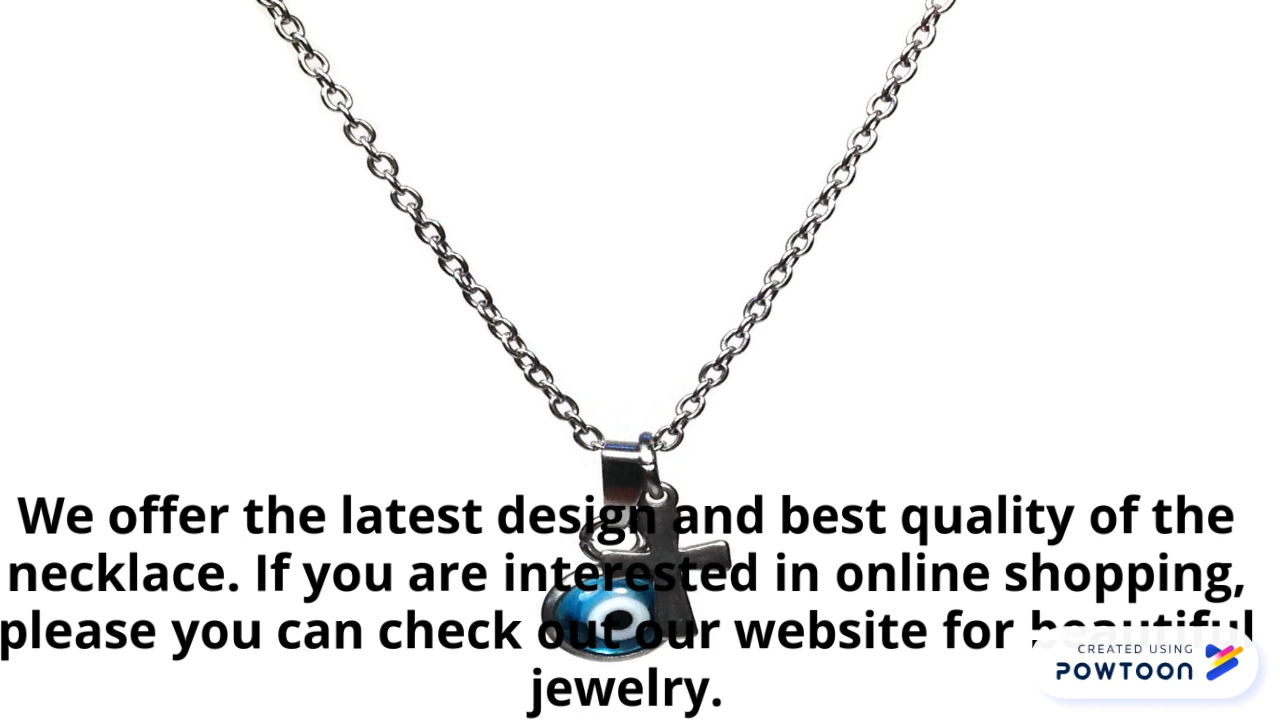 We offer the latest design and best quality of the
necklace. If you are interested in online shopping,
please you can check out our website for beautiful
jewelry.
CREATED USING
POWTOON